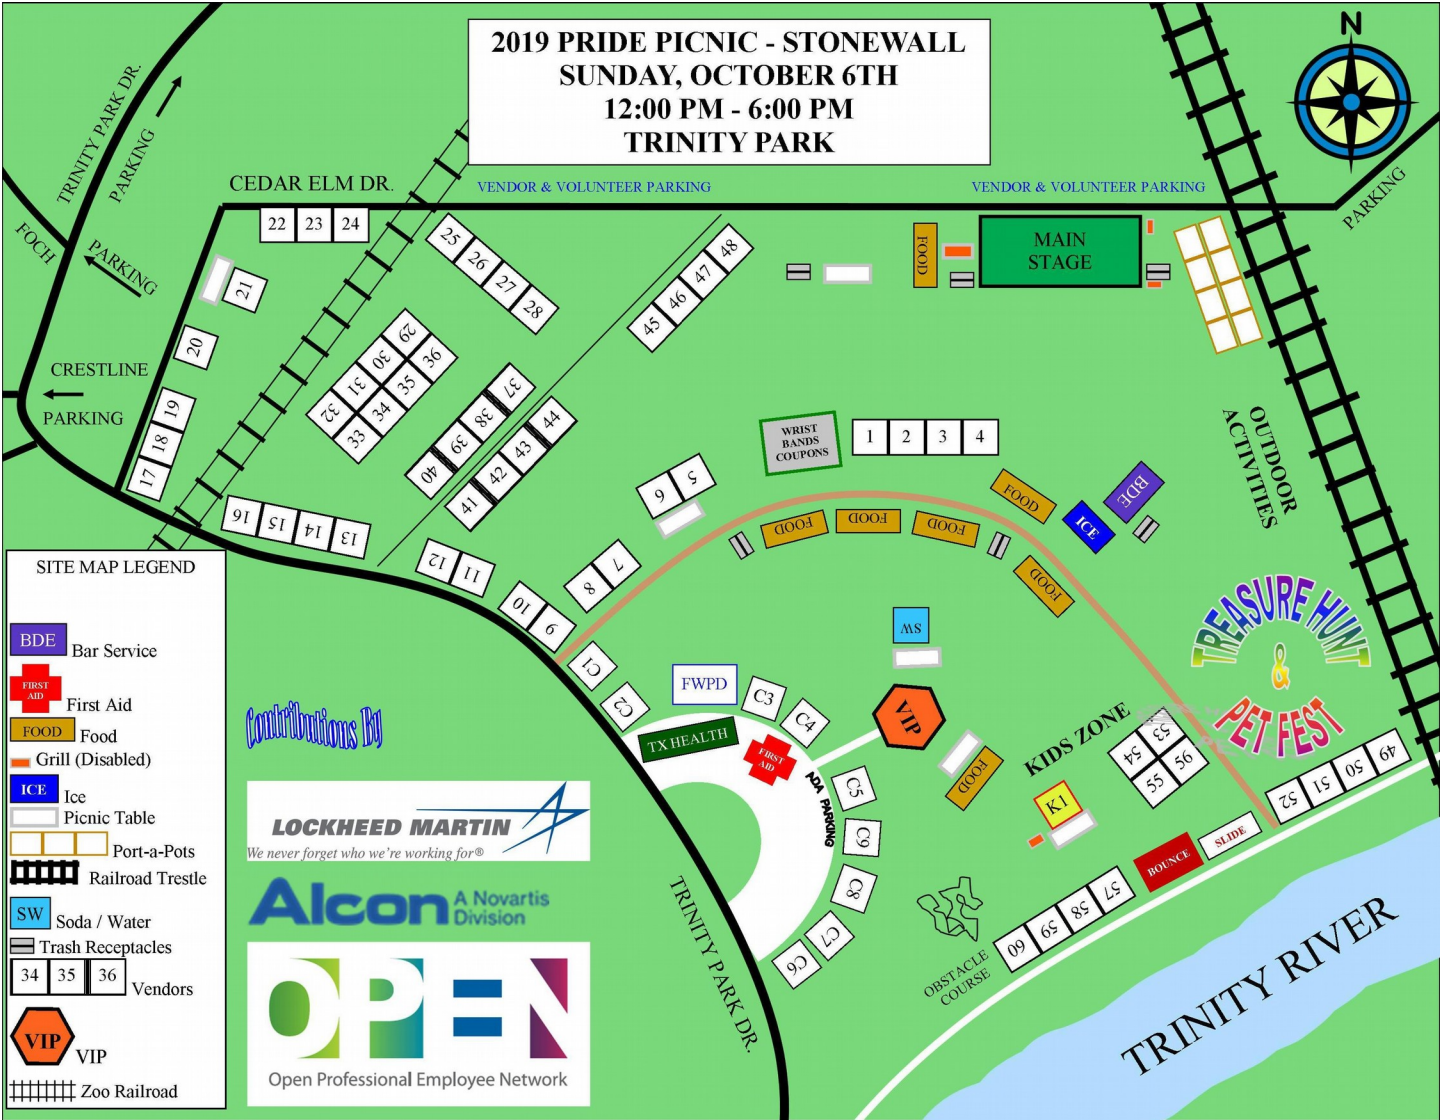 2019 PRIDE PICNIC - STONEWALL
SUNDAY, OCTOBER 6TH
12:00 PM - 6:00 PM
TRINITY PARK
N
TRINITY PARK DR.
PARKING
CEDAR ELM DR.
VENDOR & VOLUNTEER PARKING
VENDOR & VOLUNTEER PARKING
PARKING
FOCH
PARKING
22 23 24
25 26 27 28
48 47 46 45
FOOD
MAIN
STAGE
21
20
CRESTLINE
PARKING
19
18
17
29 30 31 32
36 35 34 33
37 38 39 40
44 43 42 41
WRIST
BANDS
COUPONS
1 2 3 4
5 6
FOOD
BDE
ICE
OUTDOOR
ACTIVITIES
16 15 14 13
FOOD FOOD FOOD
FOOD
12 11
7 8
10 9
C1
C2
SW
TREASURE HUNT
&
PET FEST
FWPD
C3
C4
VIP
TX HEALTH
FIRST
AID
ADA PARKING
C5
C9
C8
C7
C6
FOOD
KIDS ZONE
K1
53
54
56
55
49
50
51
52
SLIDE
BOUNCE
57
58
59
60
OBSTACLE
COURSE
TRINITY RIVER
TRINITY PARK DR.
SITE MAP LEGEND
BDE Bar Service
FIRST
AID
First Aid
FOOD Food
Grill (Disabled)
ICE Ice
Picnic Table
Port-a-Pots
Railroad Trestle
SW Soda / Water
Trash Receptacles
34 35 36 Vendors
VIP VIP
Zoo Railroad
Contributions By
LOCKHEED MARTIN
We never forget who we're working for®
Alcon A Novartis
Division
OPEN
Open Professional Employee Network